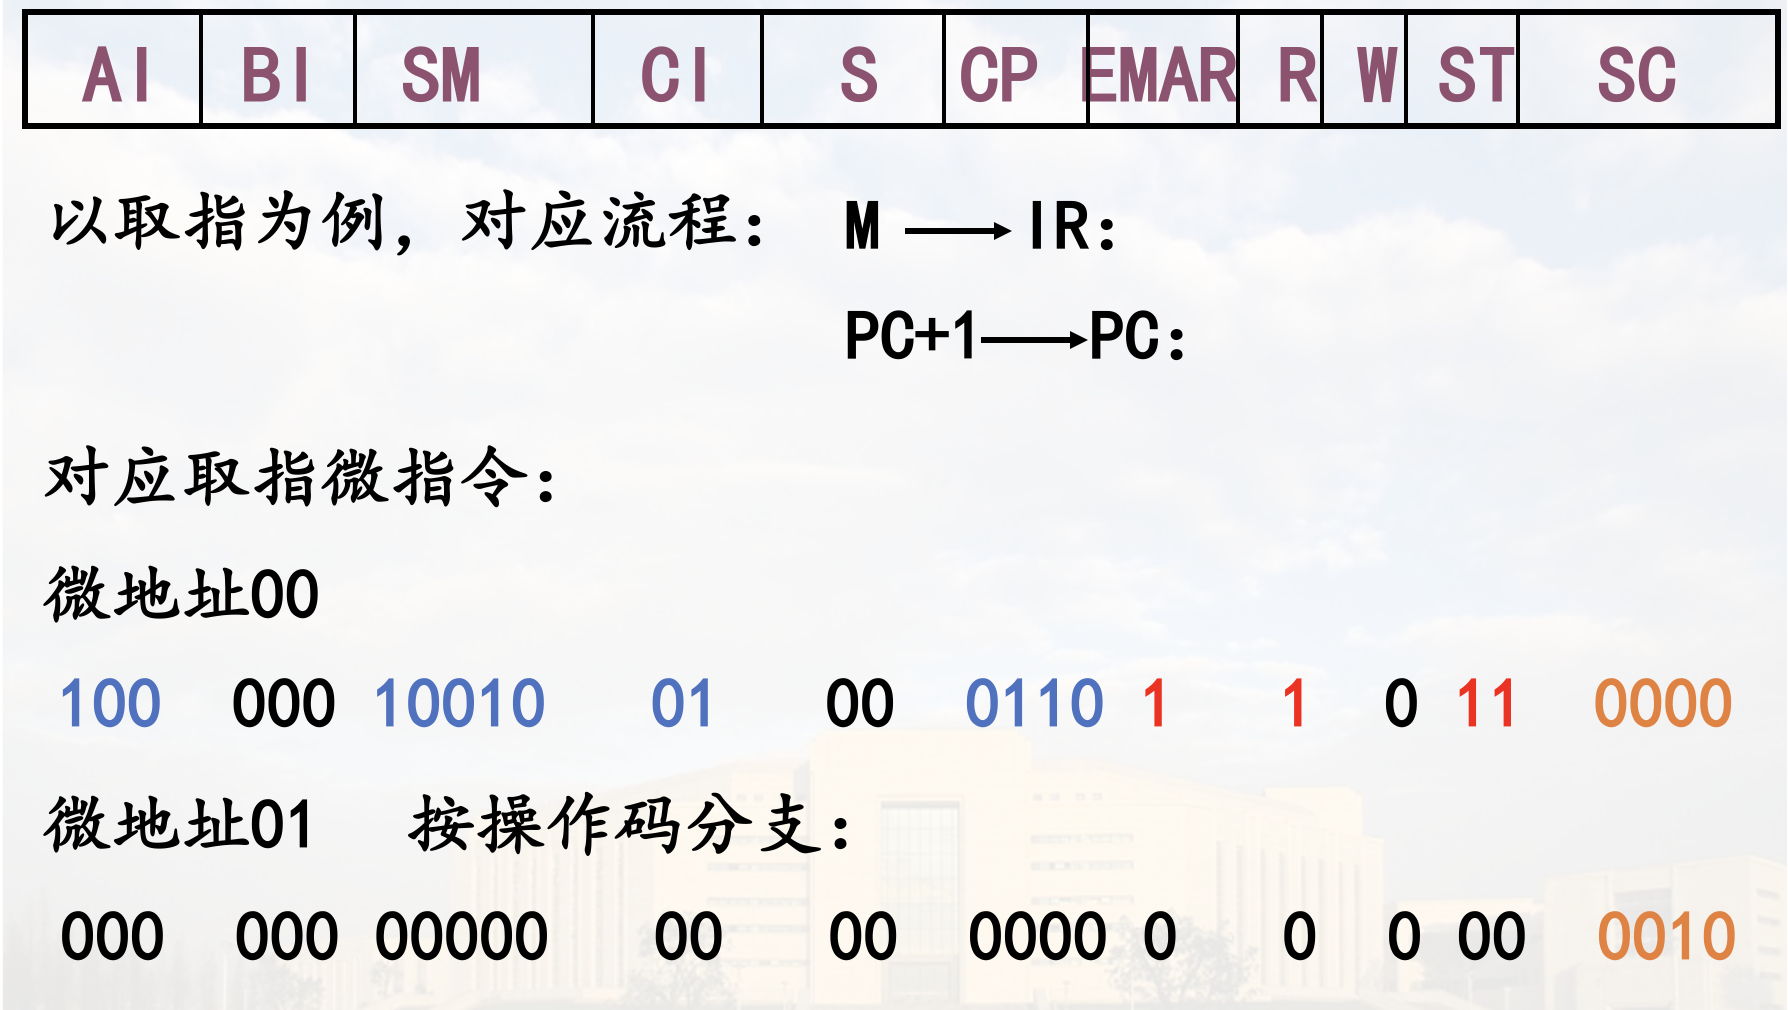 AI BI SM CI S CP EMAR R W ST SC
以取指为例，对应流程： M → IR：
PC+1→PC：
对应取指微指令：
微地址00
100 000 10010 01 00 0110 1 1 0 11 0000
微地址01 按操作码分支：
000 000 00000 00 00 0000 0 0 0 00 0010